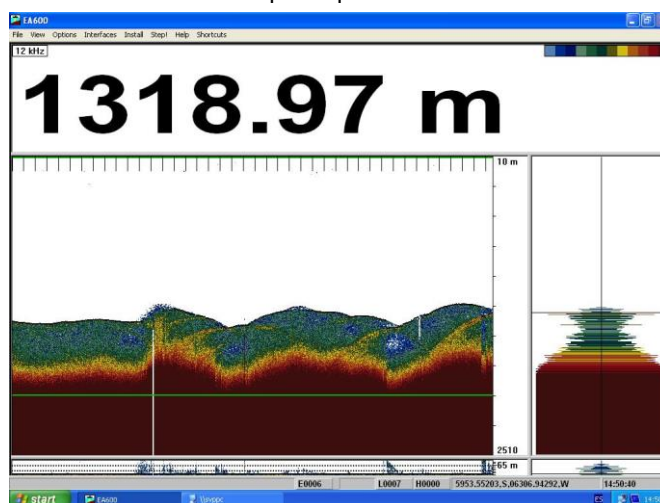 EA600
File View Options Interfaces Install Step! Help Shortcuts
12 kHz
1318.97 m
10 m
2510
65 m
E0006 L0007 H0000 5953.55203,S,06306.94292,W 14:50:40
start EA600